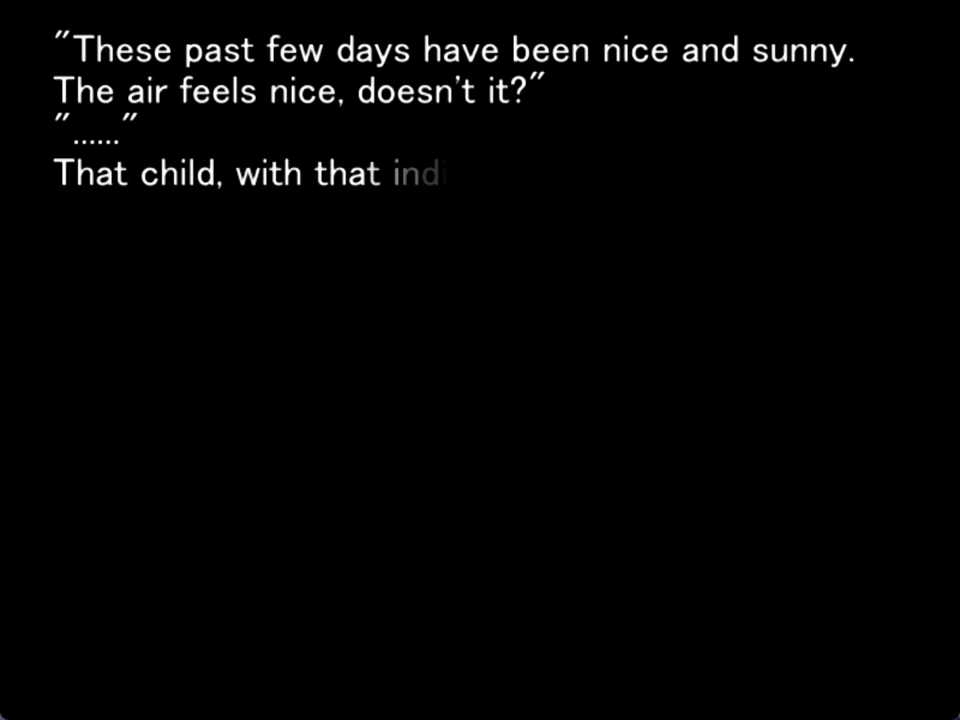 "These past few days have been nice and sunny.
The air feels nice, doesn't it?"
"......"
That child, with that indi